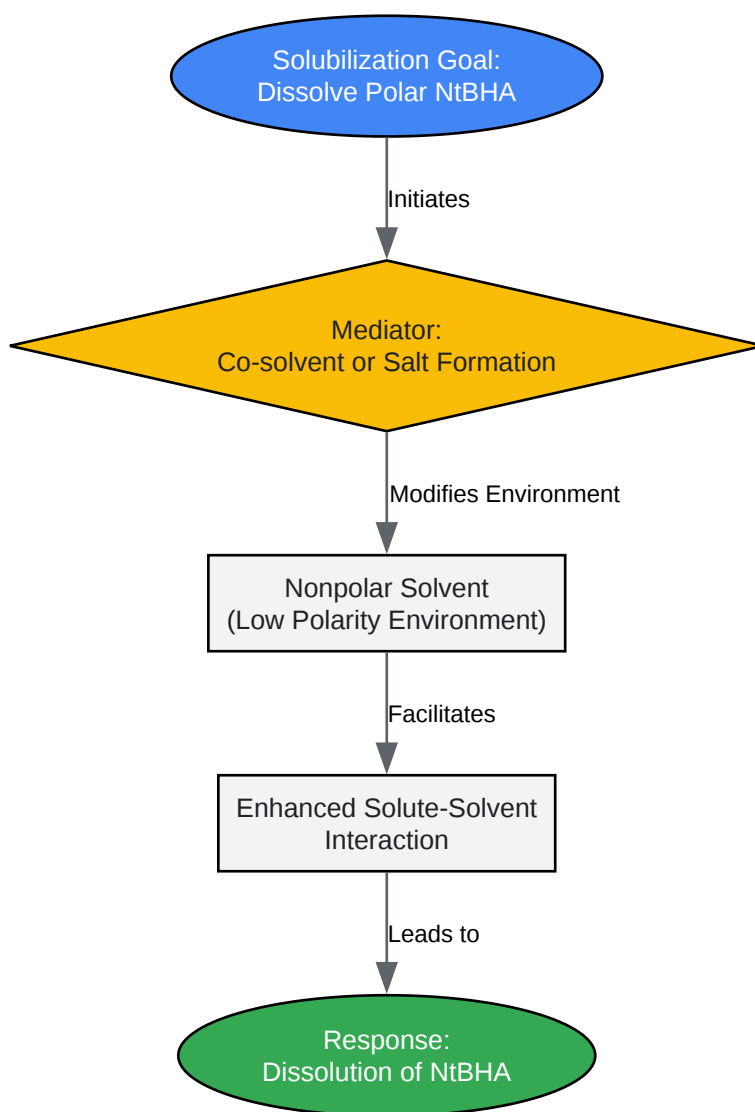 Solubilization Goal:
Dissolve Polar NtBHA
Initiates
Mediator:
Co-solvent or Salt Formation
Modifies Environment
Nonpolar Solvent
(Low Polarity Environment)
Facilitates
Enhanced Solute-Solvent
Interaction
Leads to
Response:
Dissolution of NtBHA